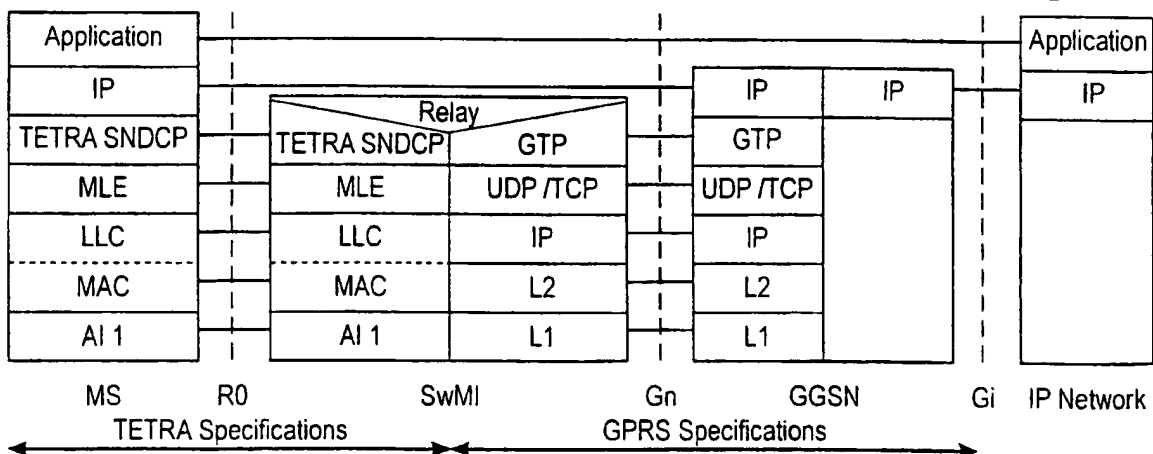 Application Application
IP IP IP IP
Relay
TETRA SNDCP TETRA SNDCP GTP GTP
MLE MLE UDP /TCP UDP /TCP
LLC LLC IP IP
MAC MAC L2 L2
AI 1 AI 1 L1 L1
MS R0 SwMI Gn GGSN Gi IP Network
TETRA Specifications GPRS Specifications